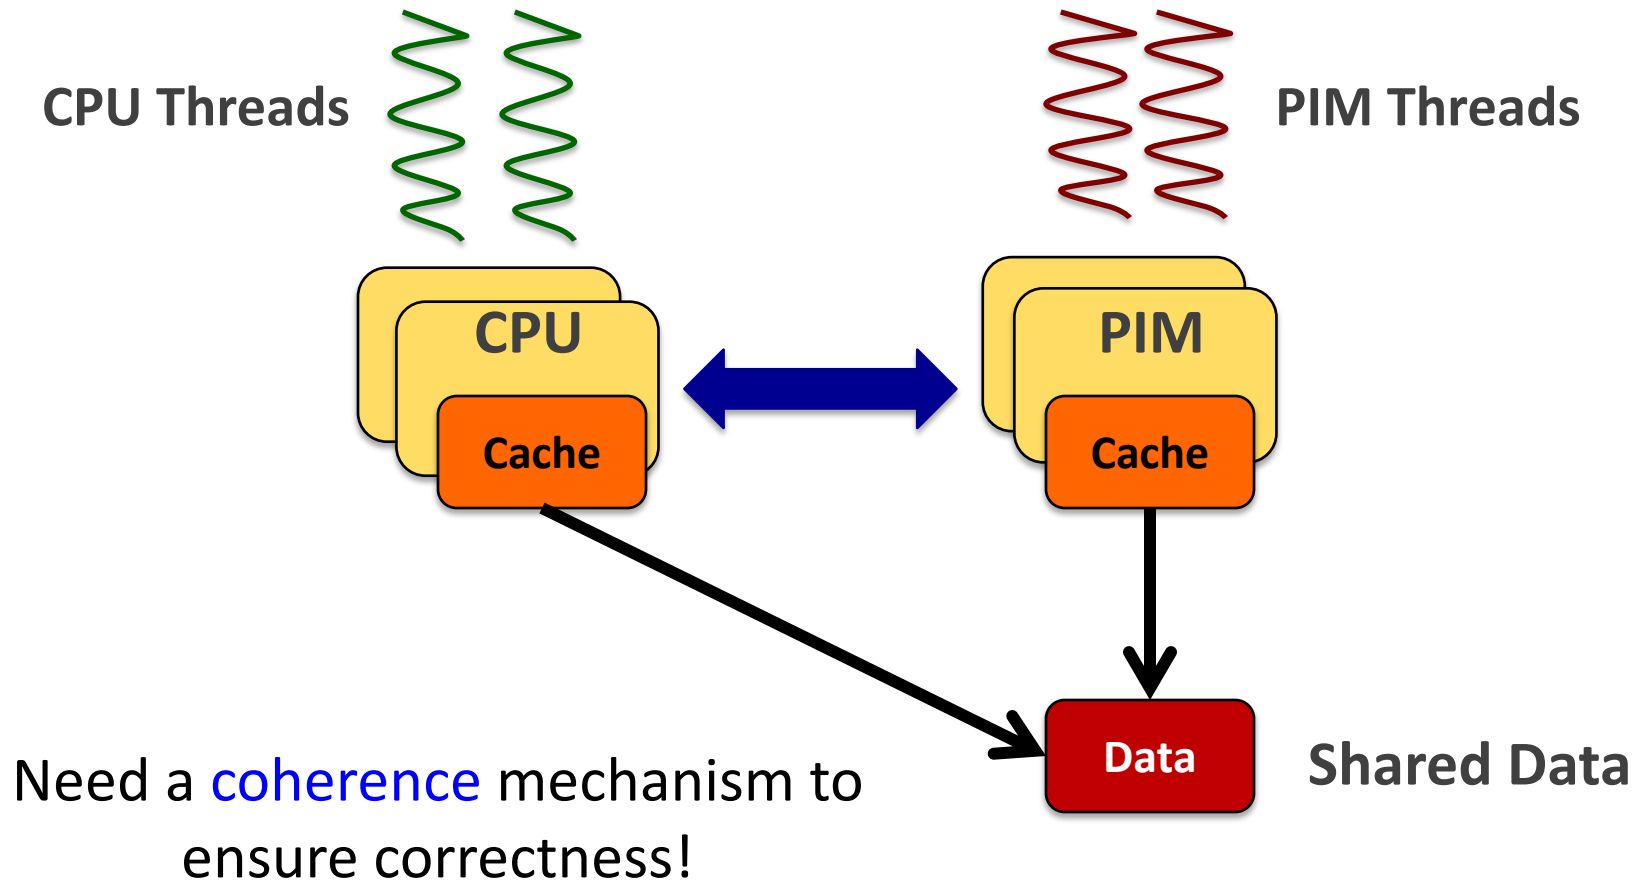 CPU Threads
PIM Threads
CPU
PIM
Cache
Cache
Data
Shared Data
Need a coherence mechanism to
ensure correctness!